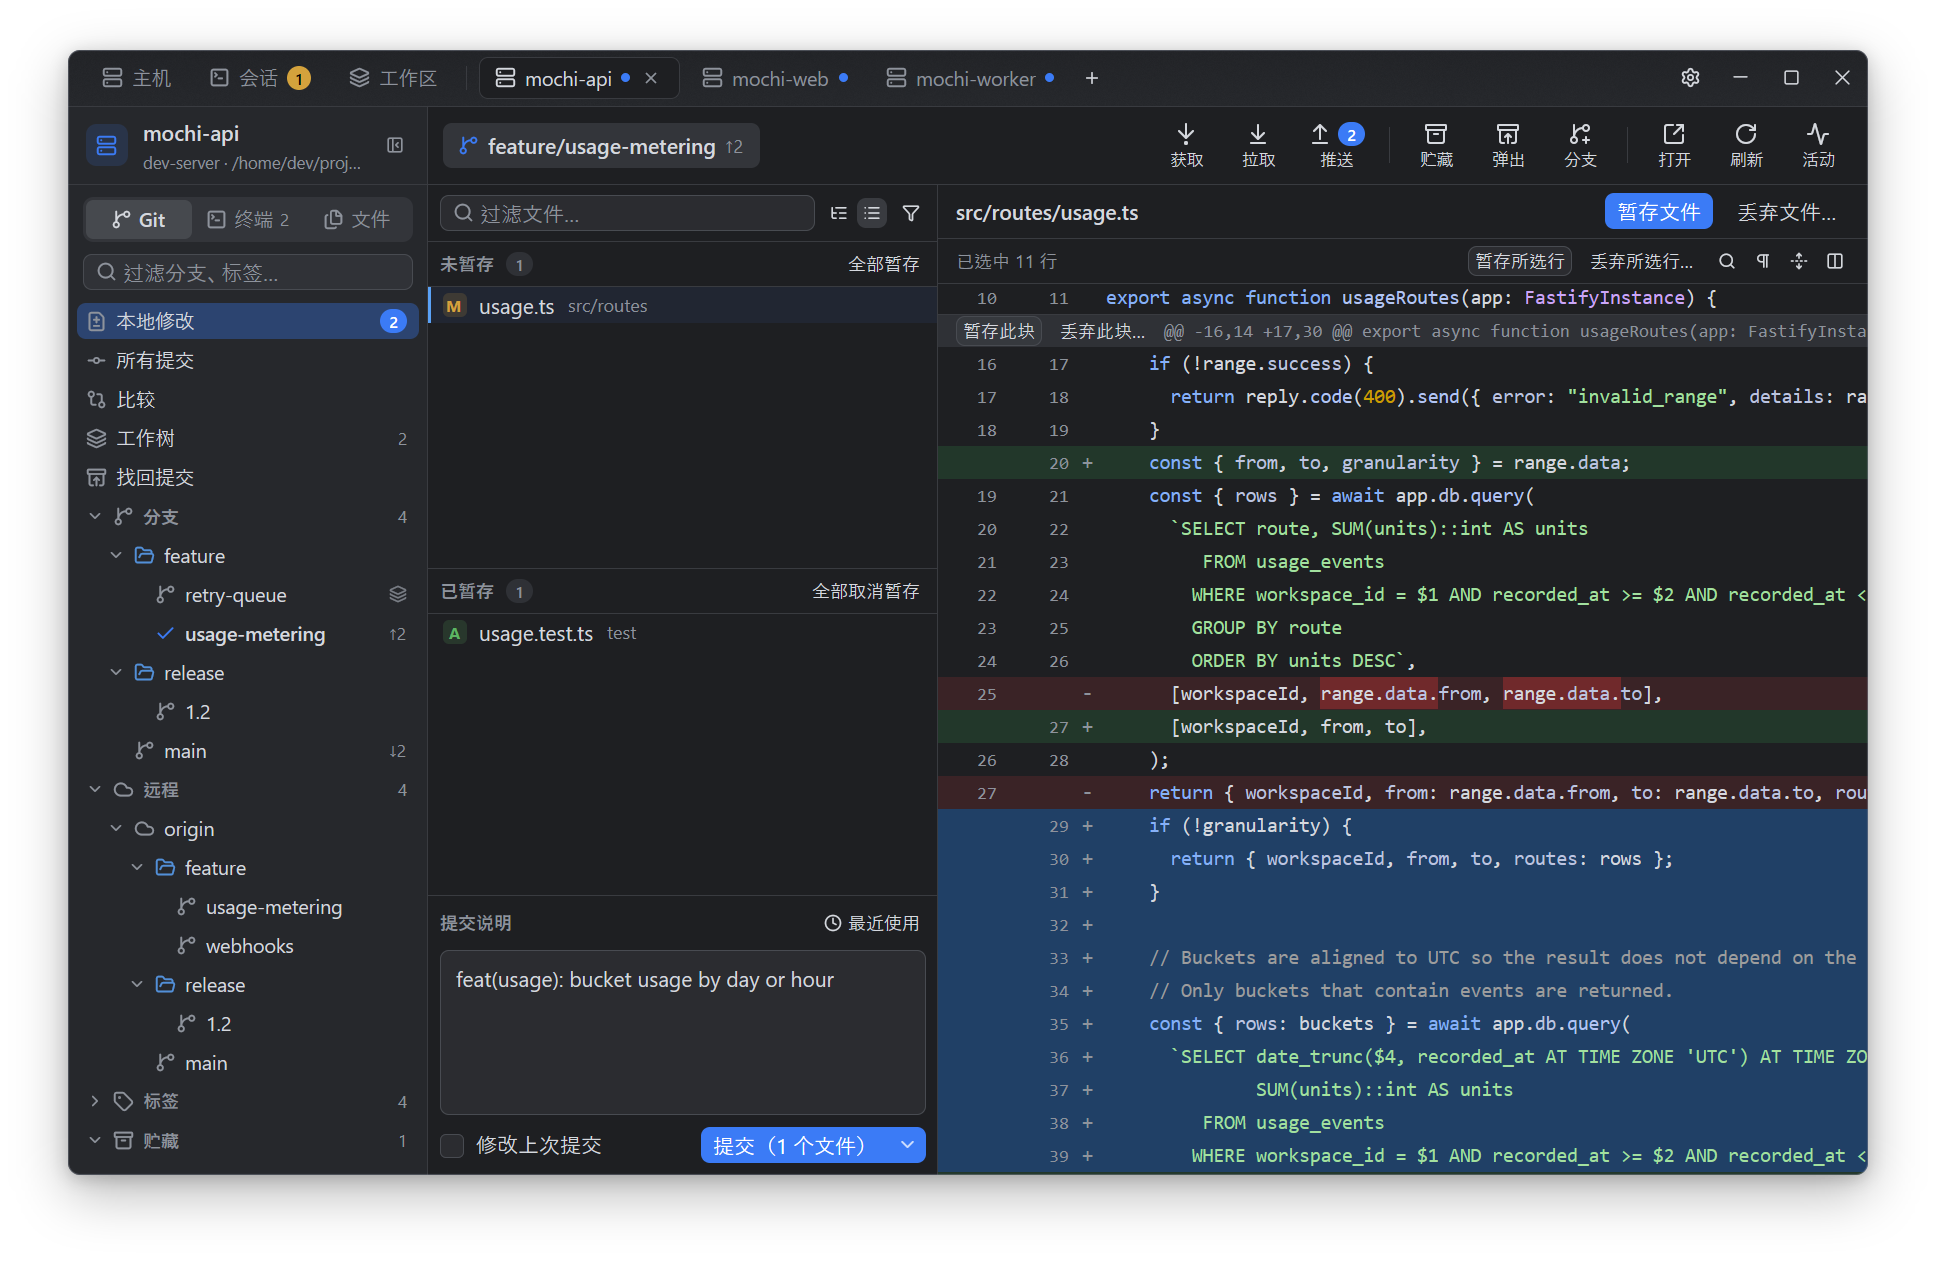 主机 会话 1 工作区 mochi-api mochi-web mochi-worker
mochi-api
dev-server · /home/dev/proj...
feature/usage-metering ↑2
获取 拉取 推送 2 贮藏 弹出 分支 打开 刷新 活动
Git 终端 2 文件
过滤分支、标签...
本地修改 2
所有提交
比较
工作树 2
找回提交
分支 4
feature
retry-queue
usage-metering ↑2
release
1.2
main ↓2
远程 4
origin
feature
usage-metering
webhooks
release
1.2
main
标签 4
贮藏 1
过滤文件...
未暂存 1 全部暂存
M usage.ts src/routes
已暂存 1 全部取消暂存
A usage.test.ts test
提交说明 最近使用
feat(usage): bucket usage by day or hour
修改上次提交 提交（1 个文件）
src/routes/usage.ts 暂存文件 丢弃文件...
已选中 11 行 暂存所选行 丢弃所选行...
10 11 export async function usageRoutes(app: FastifyInstance) {
暂存此块 丢弃此块... @@ -16,14 +17,30 @@ export async function usageRoutes(app: FastifyInsta
16 17 if (!range.success) {
17 18 return reply.code(400).send({ error: "invalid_range", details: ra
18 19 }
20 + const { from, to, granularity } = range.data;
19 21 const { rows } = await app.db.query(
20 22 `SELECT route, SUM(units)::int AS units
21 23 FROM usage_events
22 24 WHERE workspace_id = $1 AND recorded_at >= $2 AND recorded_at <
23 25 GROUP BY route
24 26 ORDER BY units DESC`,
25 - [workspaceId, range.data.from, range.data.to],
27 + [workspaceId, from, to],
26 28 );
27 - return { workspaceId, from: range.data.from, to: range.data.to, rou
29 + if (!granularity) {
30 + return { workspaceId, from, to, routes: rows };
31 + }
32 +
33 + // Buckets are aligned to UTC so the result does not depend on the
34 + // Only buckets that contain events are returned.
35 + const { rows: buckets } = await app.db.query(
36 + `SELECT date_trunc($4, recorded_at AT TIME ZONE 'UTC') AT TIME ZO
37 + SUM(units)::int AS units
38 + FROM usage_events
39 + WHERE workspace_id = $1 AND recorded_at >= $2 AND recorded_at <